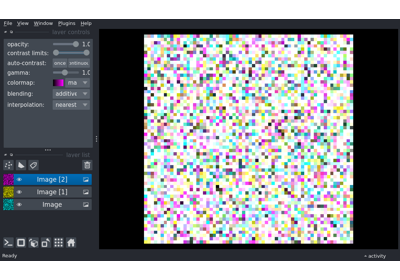 File View Window Plugins Help
layer controls
opacity: 1.0
contrast limits:
auto-contrast: once
gamma: 1.0
colormap: ma
blending: additive
interpolation: nearest
layer list
Image [2]
Image [1]
Image
Ready activity